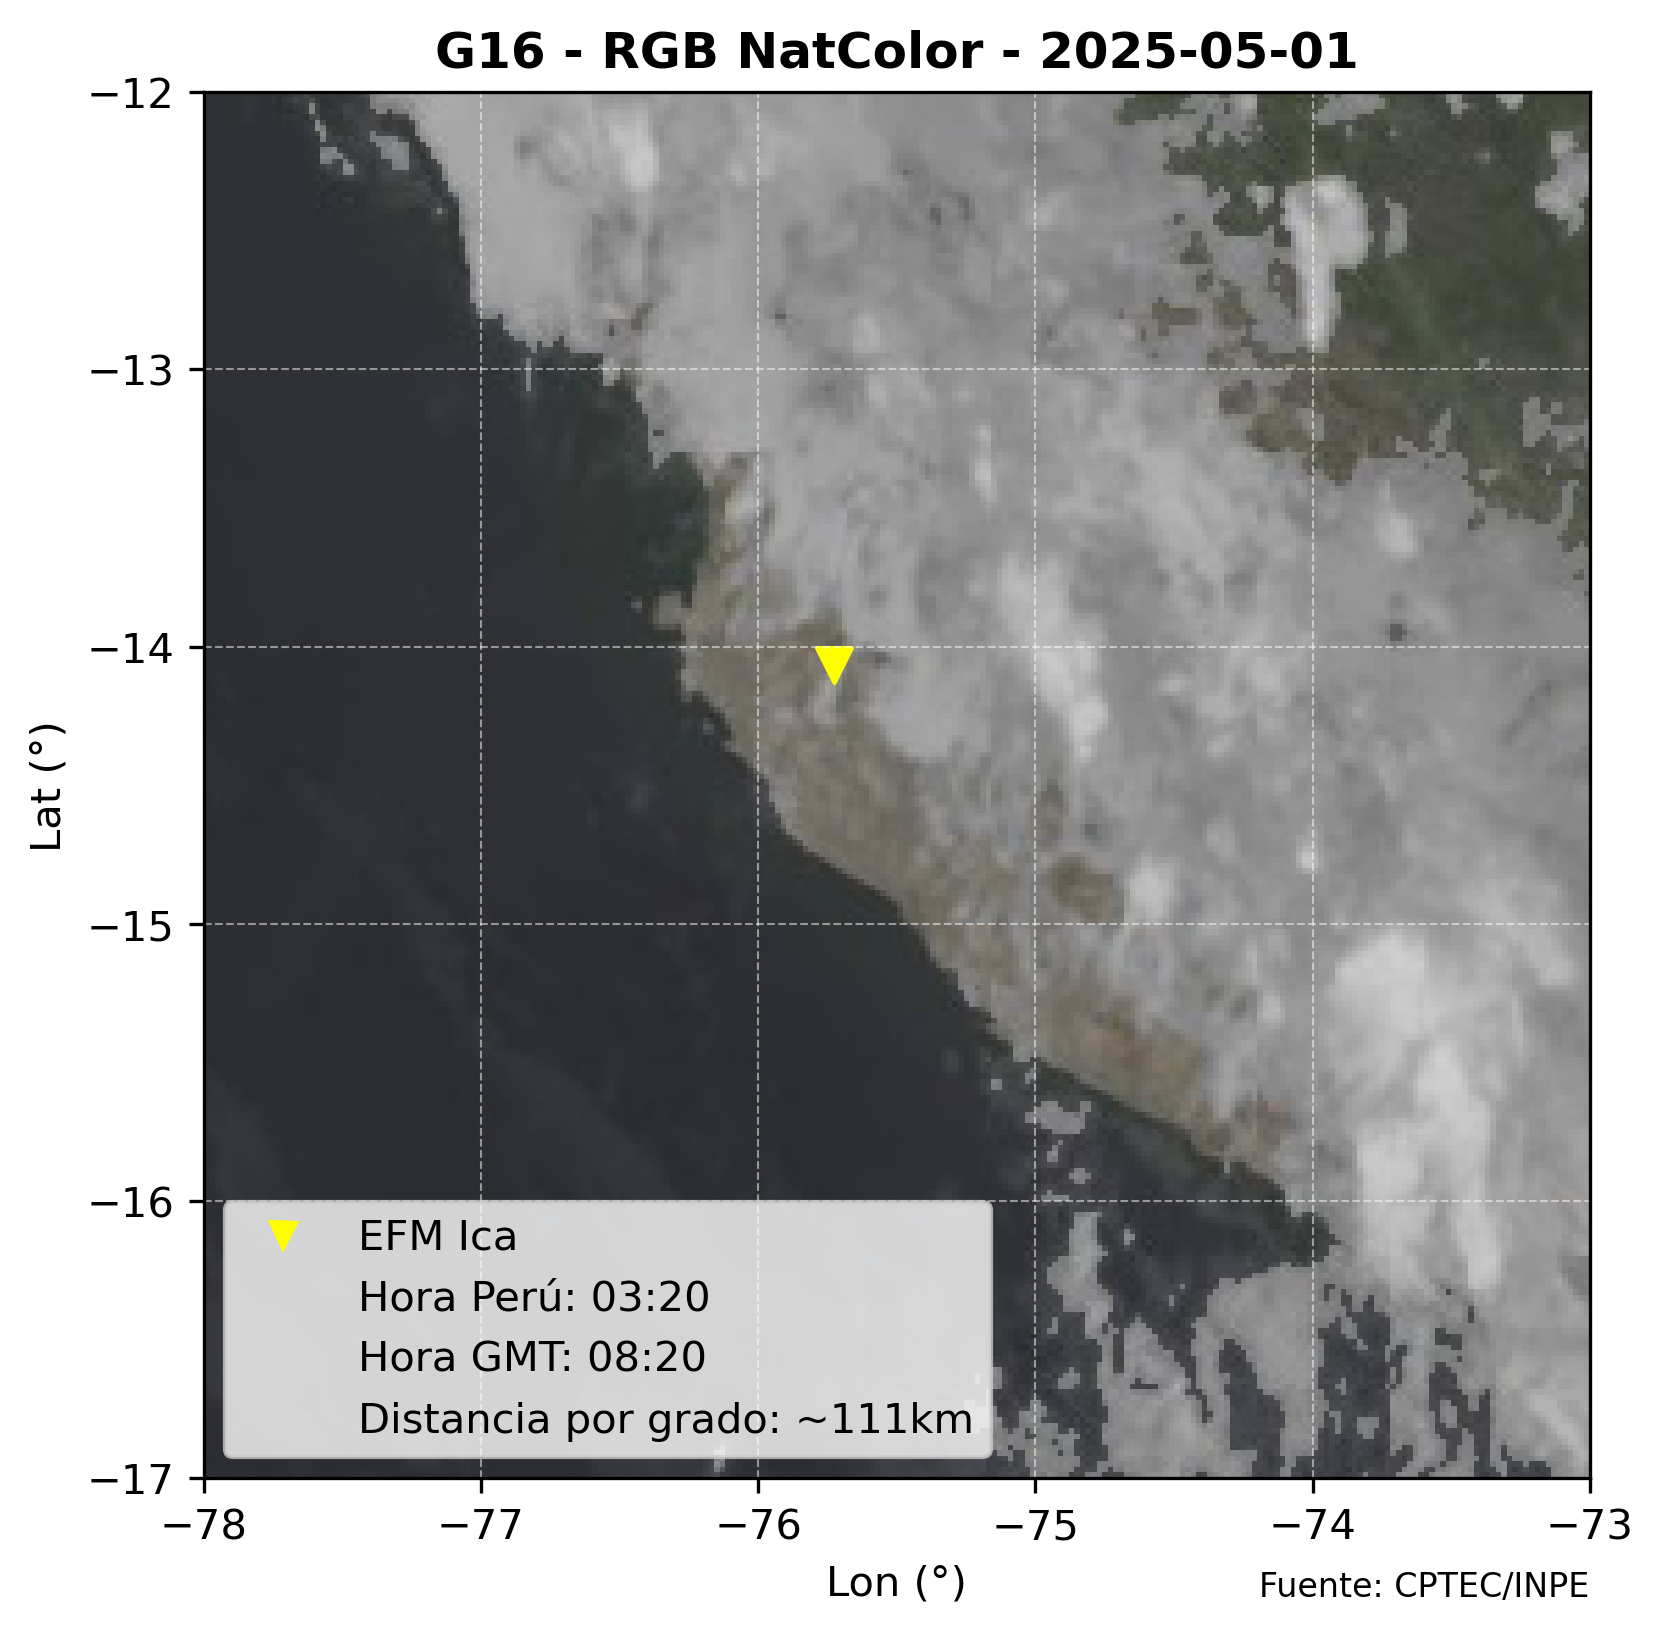 G16 - RGB NatColor - 2025-05-01
−12
−13
−14
−15
−16
−17
Lat (°)
EFM Ica
Hora Perú: 03:20
Hora GMT: 08:20
Distancia por grado: ~111km
−78 −77 −76 −75 −74 −73
Lon (°)
Fuente: CPTEC/INPE